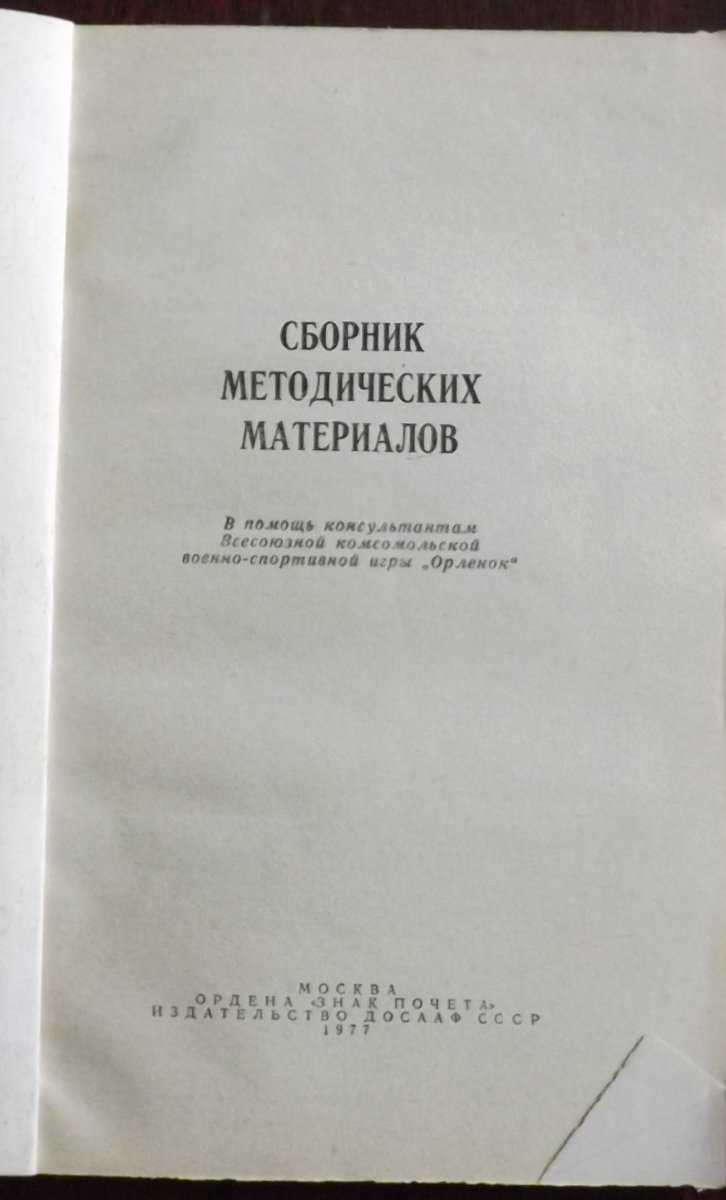 СБОРНИК
МЕТОДИЧЕСКИХ
МАТЕРИАЛОВ
В помощь консультантам
Всесоюзной комсомольской
военно-спортивной игры „Орленок“
МОСКВА
ОРДЕНА «ЗНАК ПОЧЕТА»
ИЗДАТЕЛЬСТВО ДОСААФ СССР
1977